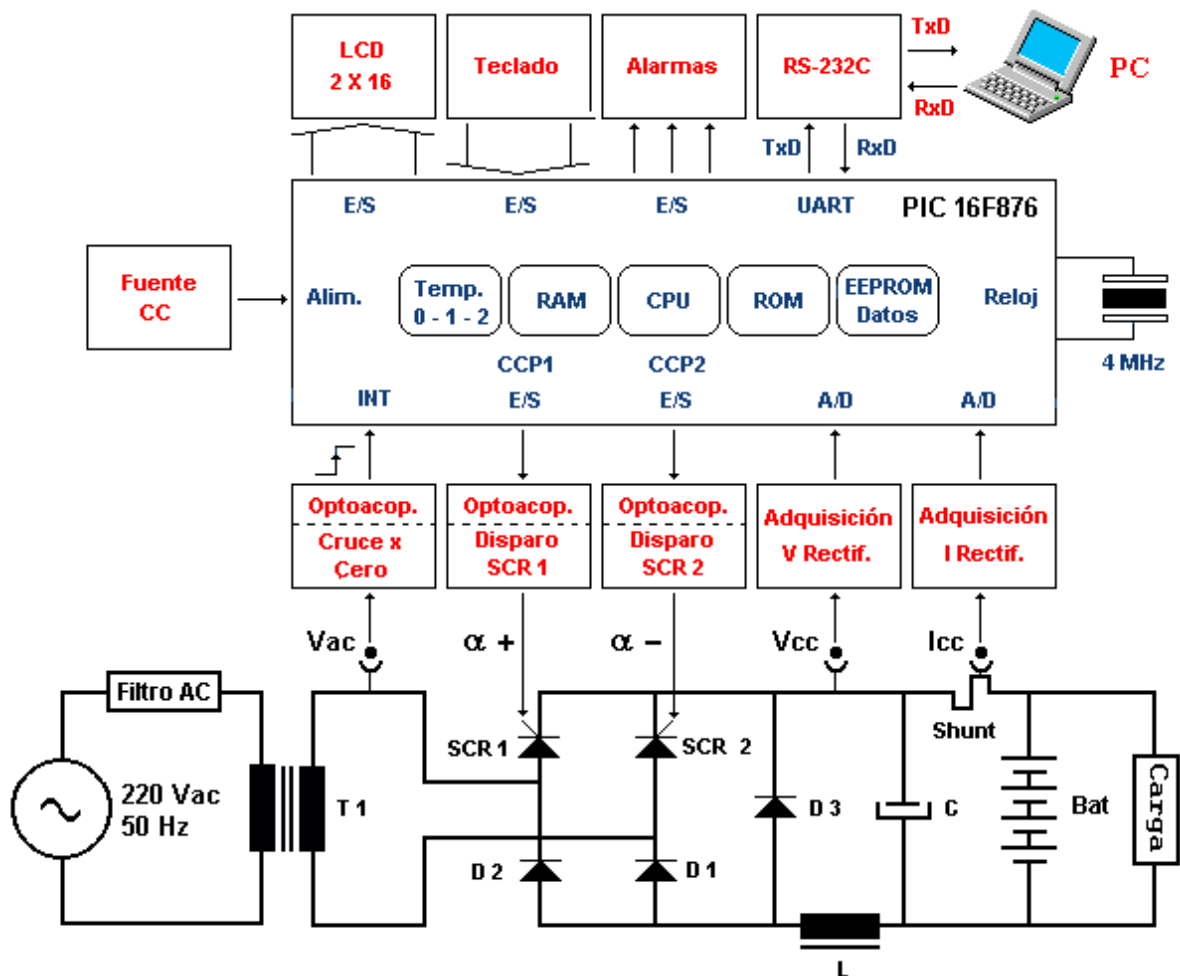 LCD
2 X 16
Teclado
Alarmas
RS-232C
TxD
RxD
PC
TxD
RxD
E/S
E/S
E/S
UART
PIC 16F876
Fuente
CC
Alim.
Temp.
0 - 1 - 2
RAM
CPU
ROM
EEPROM
Datos
Reloj
4 MHz
CCP1
CCP2
INT
E/S
E/S
A/D
A/D
Optoacop.
Cruce x
Çero
Optoacop.
Disparo
SCR 1
Optoacop.
Disparo
SCR 2
Adquisición
V Rectif.
Adquisición
I Rectif.
Vac
α +
α −
Vcc
Icc
Filtro AC
Shunt
SCR 1
SCR 2
220 Vac
50 Hz
T 1
D 3
C
Bat
Carga
D 2
D 1
L